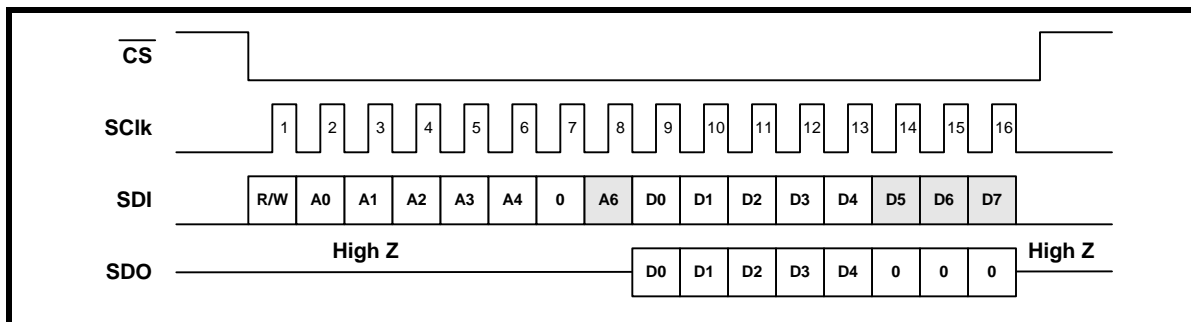 CS
SClk 1 2 3 4 5 6 7 8 9 10 11 12 13 14 15 16
SDI R/W A0 A1 A2 A3 A4 0 A6 D0 D1 D2 D3 D4 D5 D6 D7
High Z High Z
SDO D0 D1 D2 D3 D4 0 0 0